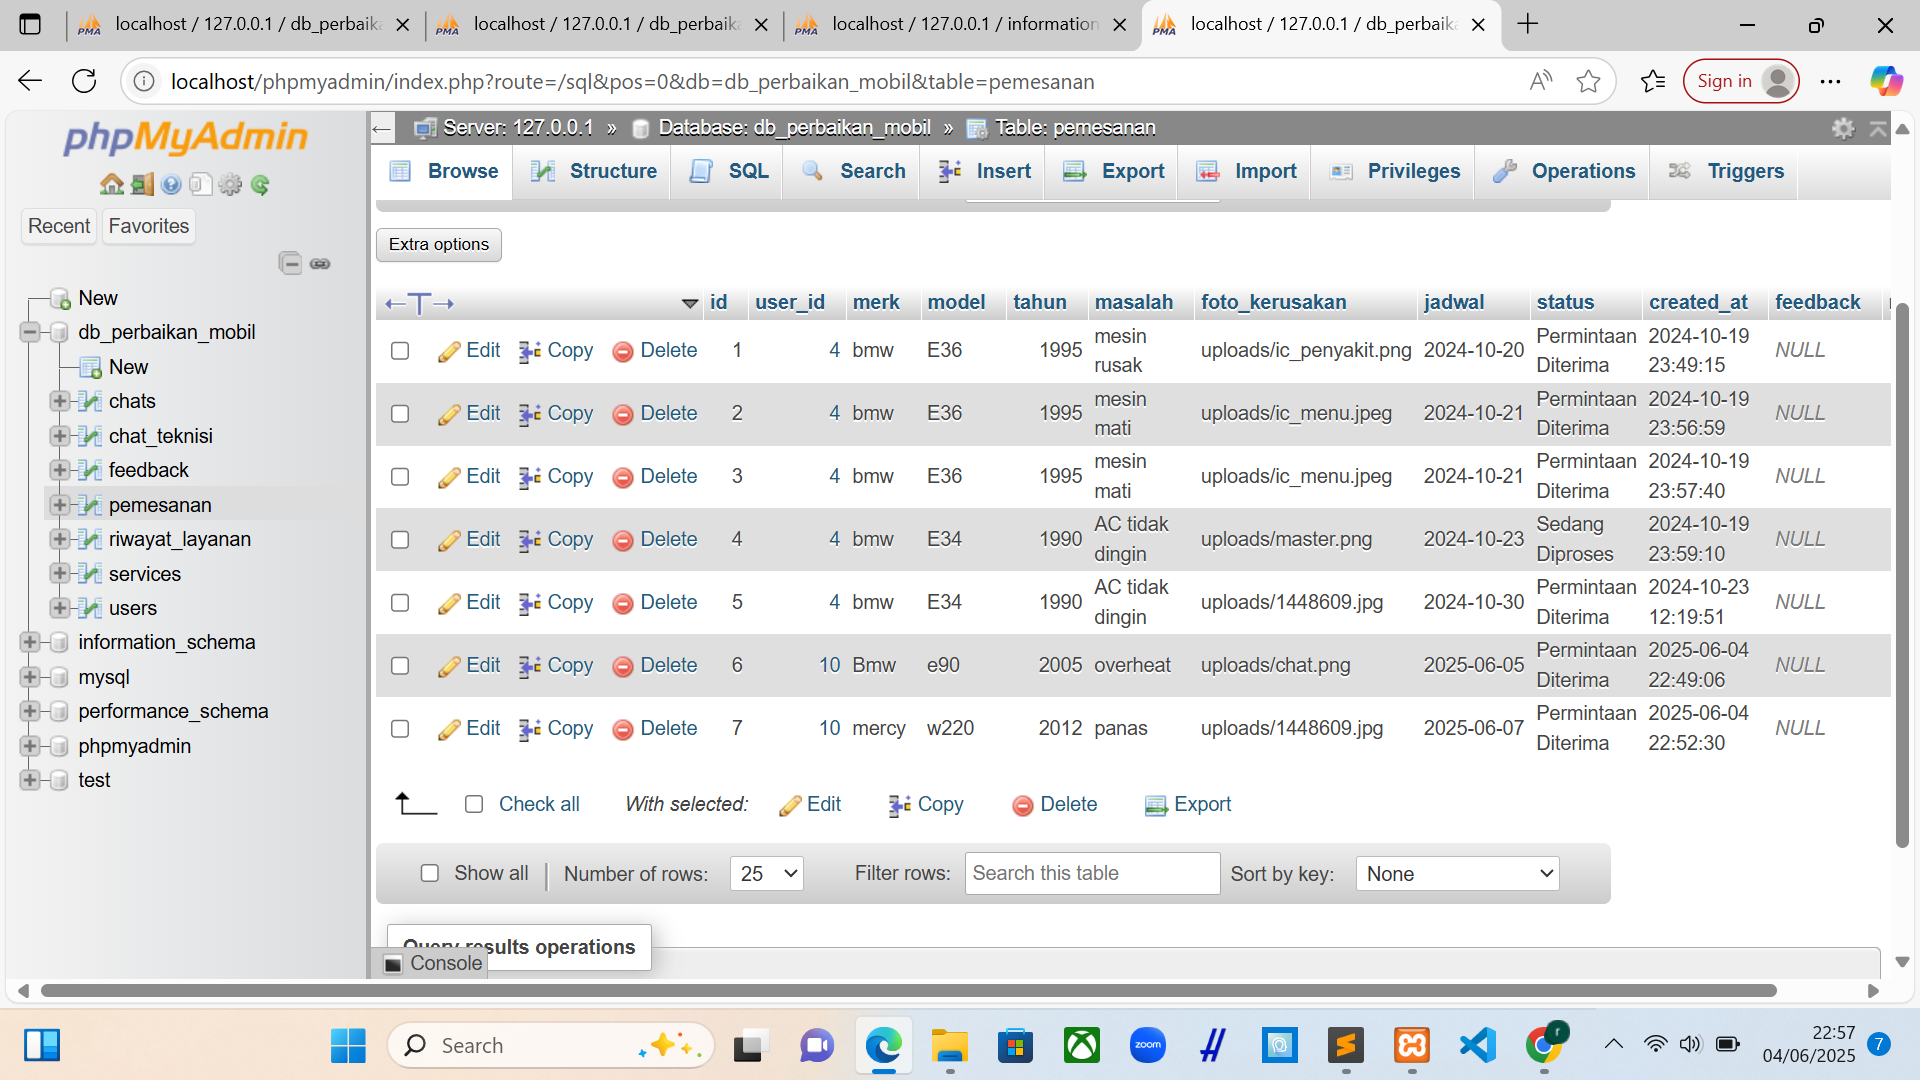 localhost / 127.0.0.1 / db_perbaika
localhost / 127.0.0.1 / db_perbaika
localhost / 127.0.0.1 / information
localhost / 127.0.0.1 / db_perbaika
localhost/phpmyadmin/index.php?route=/sql&pos=0&db=db_perbaikan_mobil&table=pemesanan
Sign in
phpMyAdmin
Recent Favorites
New
db_perbaikan_mobil
New
chats
chat_teknisi
feedback
pemesanan
riwayat_layanan
services
users
information_schema
mysql
performance_schema
phpmyadmin
test
Server: 127.0.0.1 » Database: db_perbaikan_mobil » Table: pemesanan
Browse Structure SQL Search Insert Export Import Privileges Operations Triggers
Extra options
id user_id merk model tahun masalah foto_kerusakan jadwal status created_at feedback
Edit Copy Delete 1 4 bmw E36 1995 mesin rusak uploads/ic_penyakit.png 2024-10-20 Permintaan Diterima 2024-10-19 23:49:15 NULL
Edit Copy Delete 2 4 bmw E36 1995 mesin mati uploads/ic_menu.jpeg 2024-10-21 Permintaan Diterima 2024-10-19 23:56:59 NULL
Edit Copy Delete 3 4 bmw E36 1995 mesin mati uploads/ic_menu.jpeg 2024-10-21 Permintaan Diterima 2024-10-19 23:57:40 NULL
Edit Copy Delete 4 4 bmw E34 1990 AC tidak dingin uploads/master.png 2024-10-23 Sedang Diproses 2024-10-19 23:59:10 NULL
Edit Copy Delete 5 4 bmw E34 1990 AC tidak dingin uploads/1448609.jpg 2024-10-30 Permintaan Diterima 2024-10-23 12:19:51 NULL
Edit Copy Delete 6 10 Bmw e90 2005 overheat uploads/chat.png 2025-06-05 Permintaan Diterima 2025-06-04 22:49:06 NULL
Edit Copy Delete 7 10 mercy w220 2012 panas uploads/1448609.jpg 2025-06-07 Permintaan Diterima 2025-06-04 22:52:30 NULL
Check all With selected: Edit Copy Delete Export
Show all Number of rows: 25 Filter rows: Search this table Sort by key: None
Query results operations
Console
Search
zoom
r
22:57
04/06/2025
7